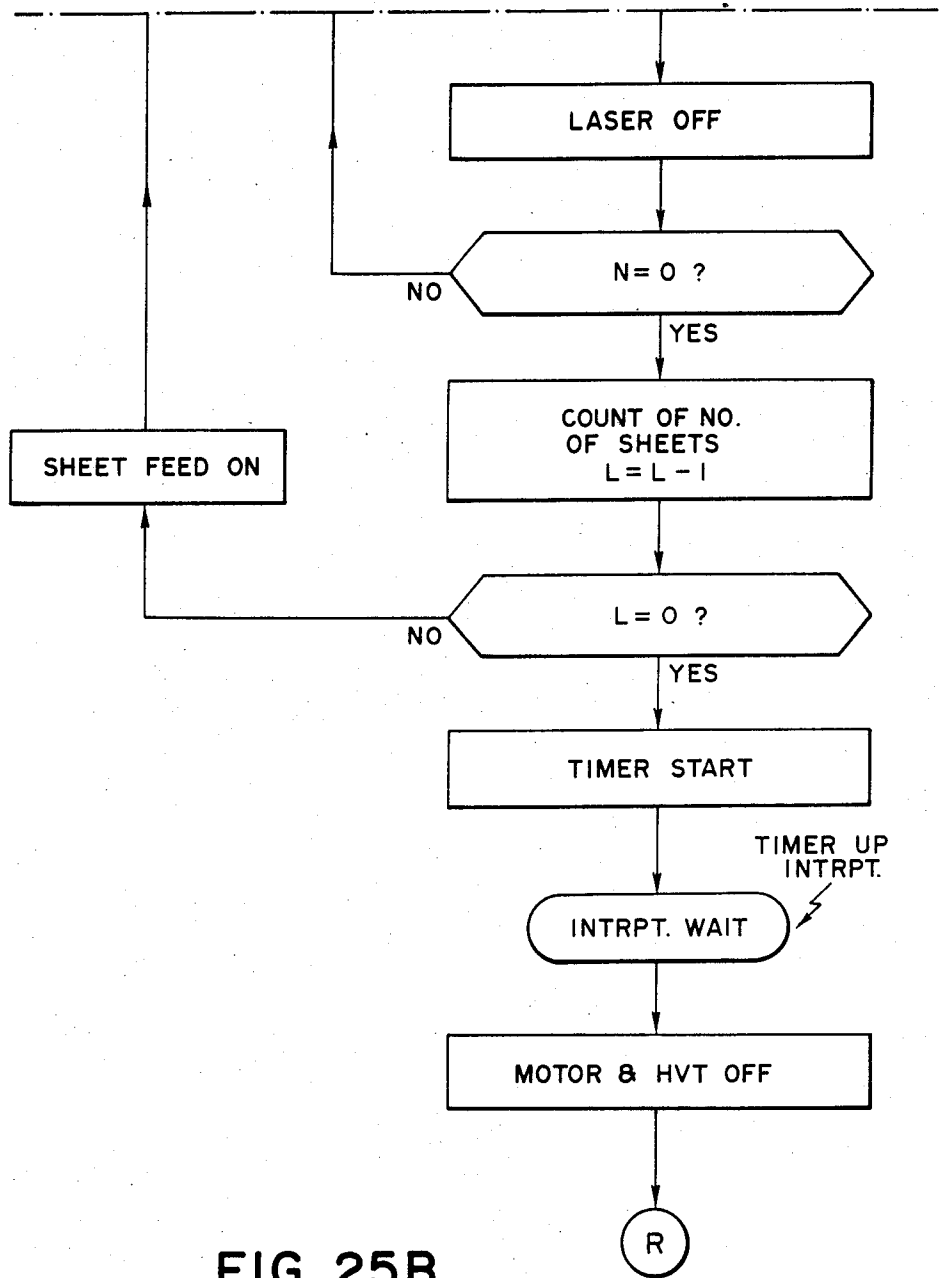 LASER OFF
N=0 ?
NO
YES
COUNT OF NO.
OF SHEETS
L=L-1
SHEET FEED ON
L=0 ?
NO
YES
TIMER START
TIMER UP
INTRPT.
INTRPT. WAIT
MOTOR & HVT OFF
R
FIG. 25B